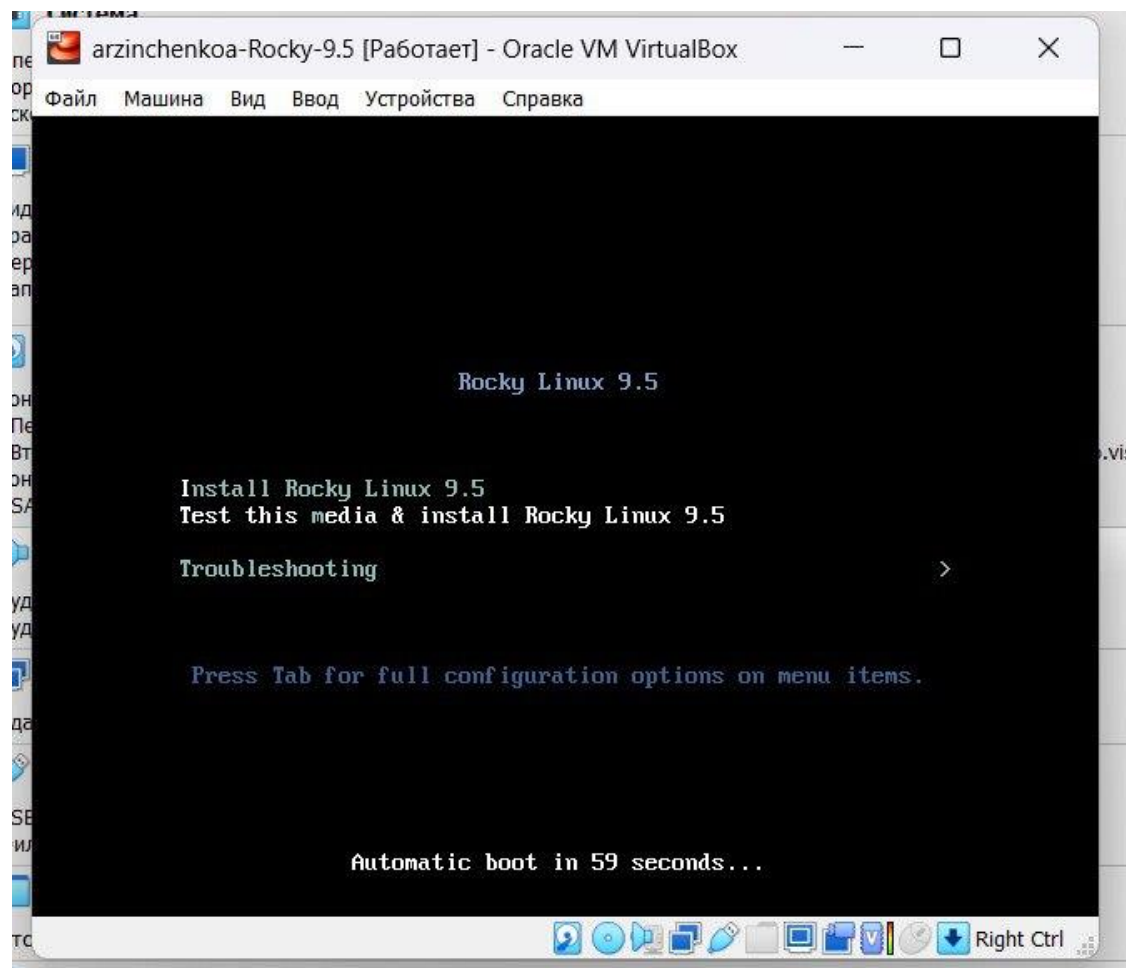 Система
arzinchenkoa-Rocky-9.5 [Работает] - Oracle VM VirtualBox
Файл Машина Вид Ввод Устройства Справка
Rocky Linux 9.5
Install Rocky Linux 9.5
Test this media & install Rocky Linux 9.5
Troubleshooting >
Press Tab for full configuration options on menu items.
Automatic boot in 59 seconds...
Right Ctrl